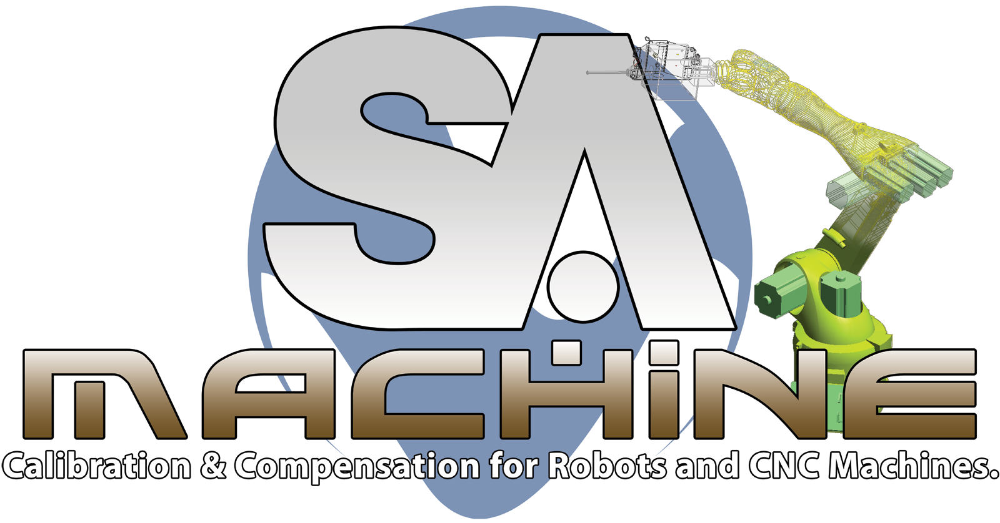 SA
MACHINE
Calibration & Compensation for Robots and CNC Machines.